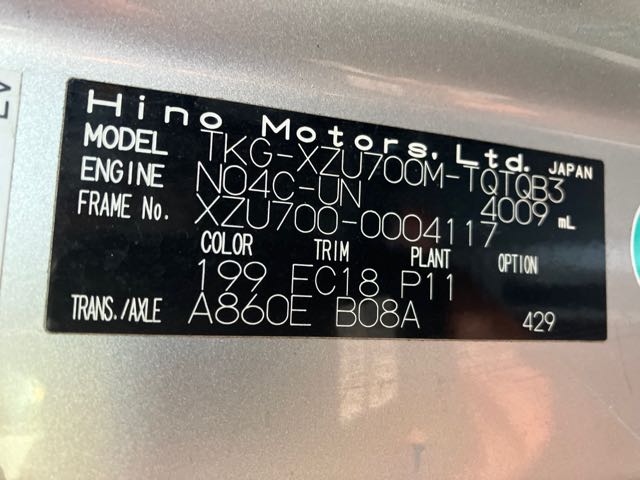 Hino Motors, Ltd. JAPAN
MODEL TKG-XZU700M-TQTQB3
ENGINE N04C-UN 4009 mL
FRAME No. XZU700-0004117
COLOR TRIM PLANT OPTION
199 FC18 P11
TRANS./AXLE A860E B08A 429